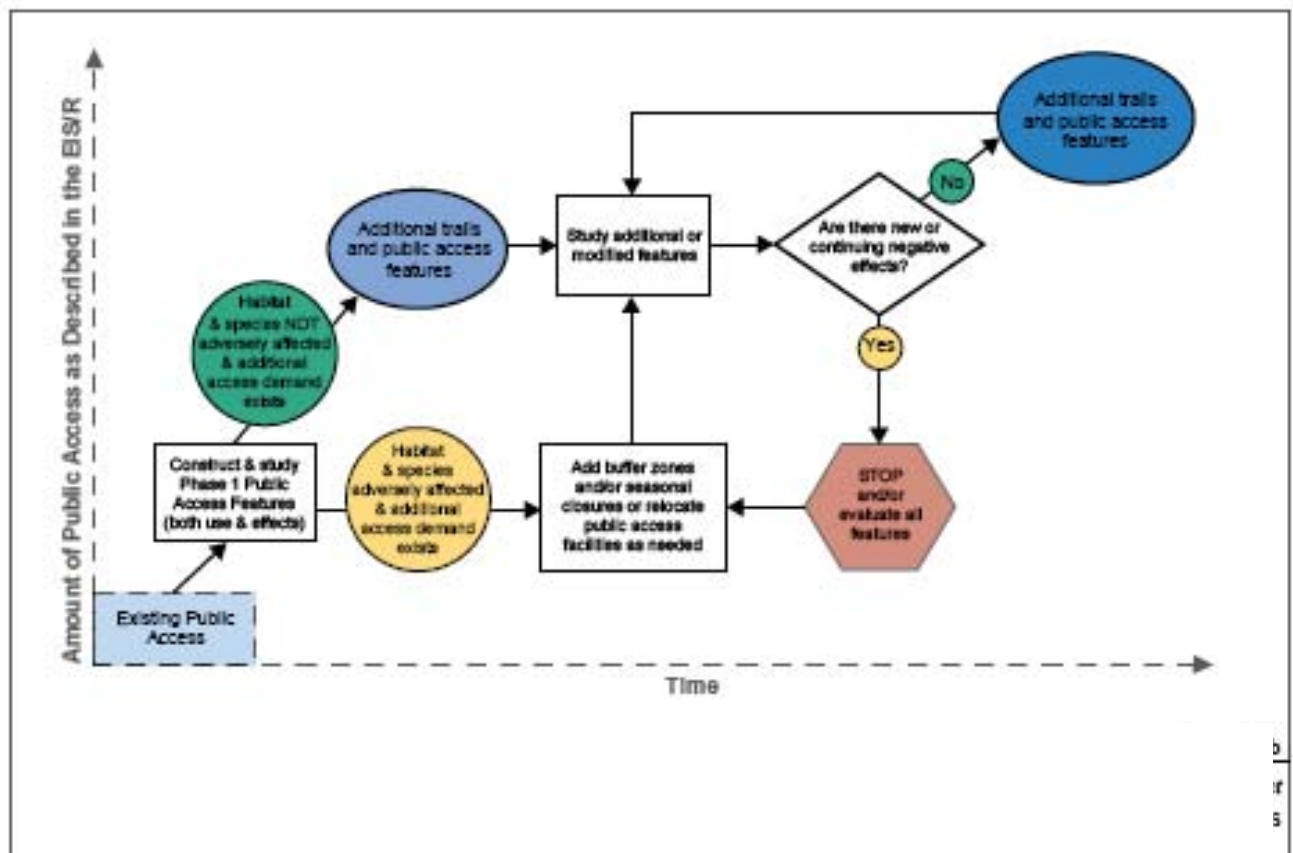 Amount of Public Access as Described in the EIS/R
Additional trails
and public access
features
No
Additional trails
and public access
features
Study additional or
modified features
Are there new or
continuing negative
effects?
Habitat
& species NOT
adversely affected
& additional
access demand
exists
Yes
Construct & study
Phase 1 Public
Access Features
(both use & effects)
Habitat
& species
adversely affected
& additional
access demand
exists
Add buffer zones
and/or seasonal
closures or relocate
public access
facilities as needed
STOP
and/or
evaluate all
features
Existing Public
Access
Time